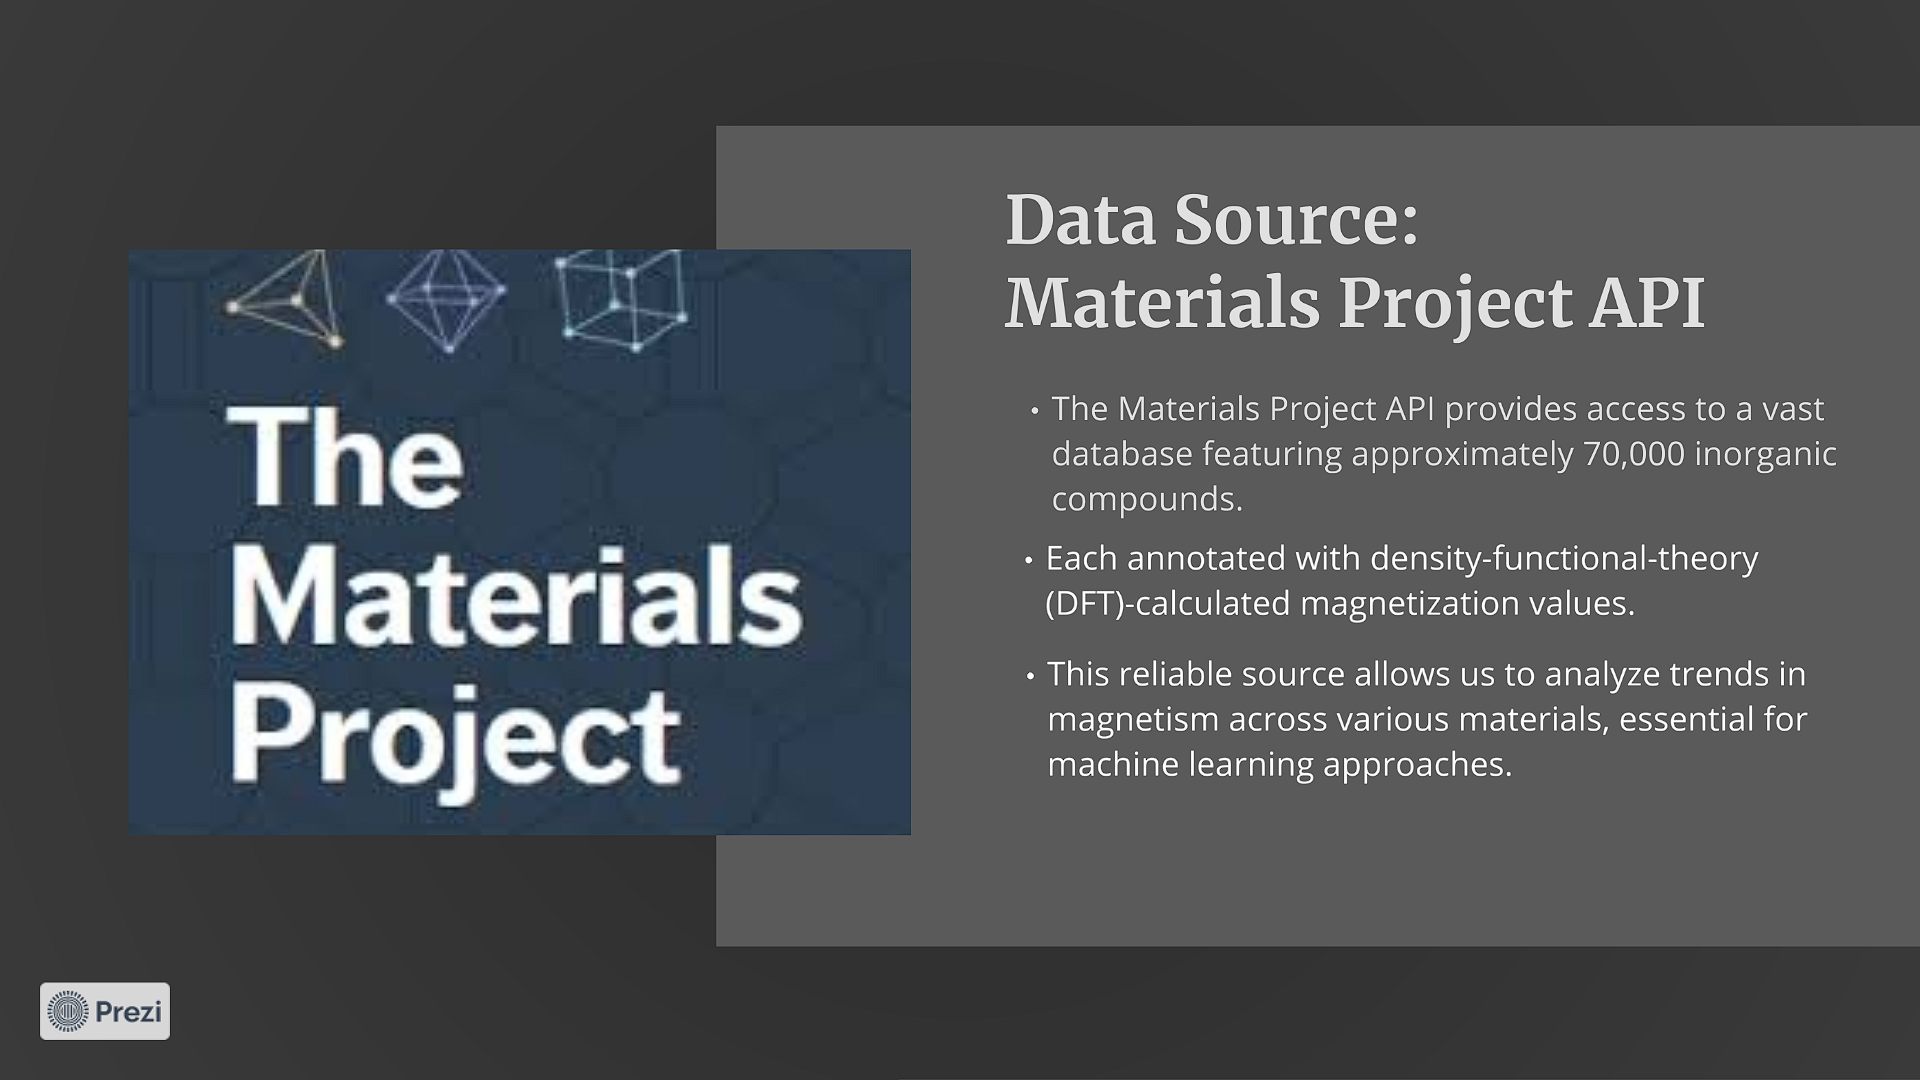 The
Materials
Project
Data Source:
Materials Project API
• The Materials Project API provides access to a vast
database featuring approximately 70,000 inorganic
compounds.
• Each annotated with density-functional-theory
(DFT)-calculated magnetization values.
• This reliable source allows us to analyze trends in
magnetism across various materials, essential for
machine learning approaches.
Prezi